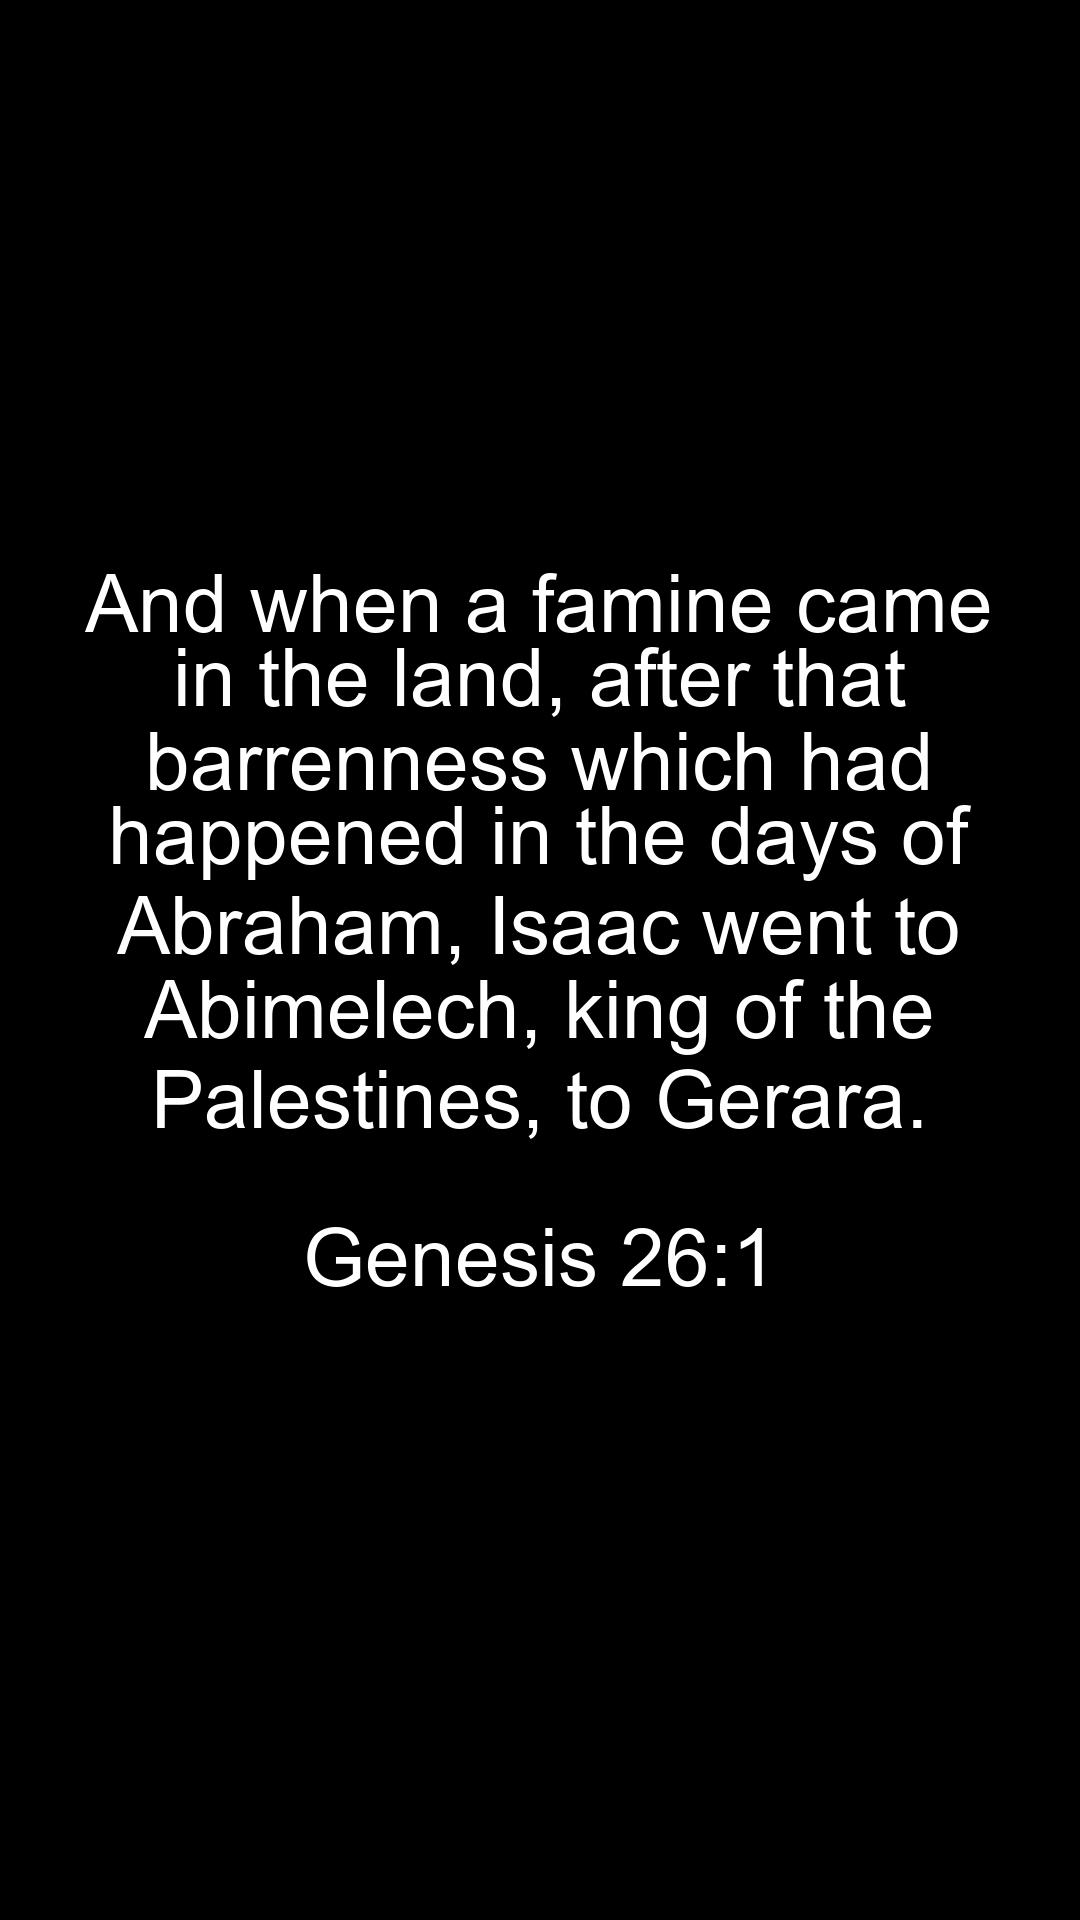 And when a famine came
in the land, after that
barrenness which had
happened in the days of
Abraham, Isaac went to
Abimelech, king of the
Palestines, to Gerara.
Genesis 26:1